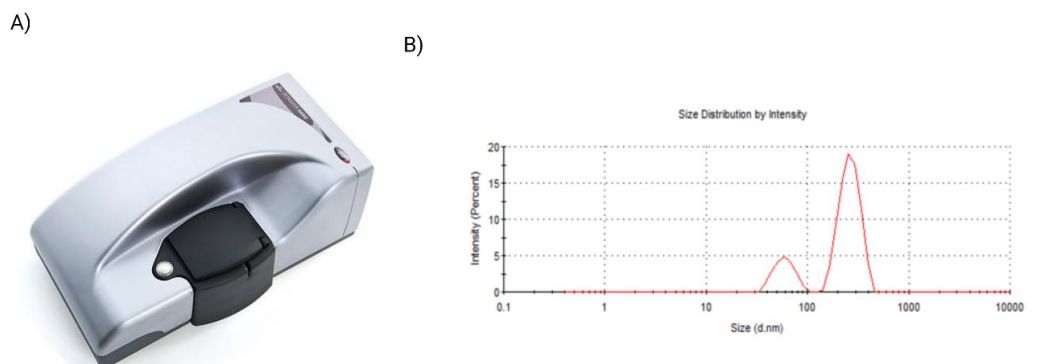 A)
B)
Size Distribution by Intensity
Intensity (Percent)
20
15
10
5
0
0.1 1 10 100 1000 10000
Size (d.nm)